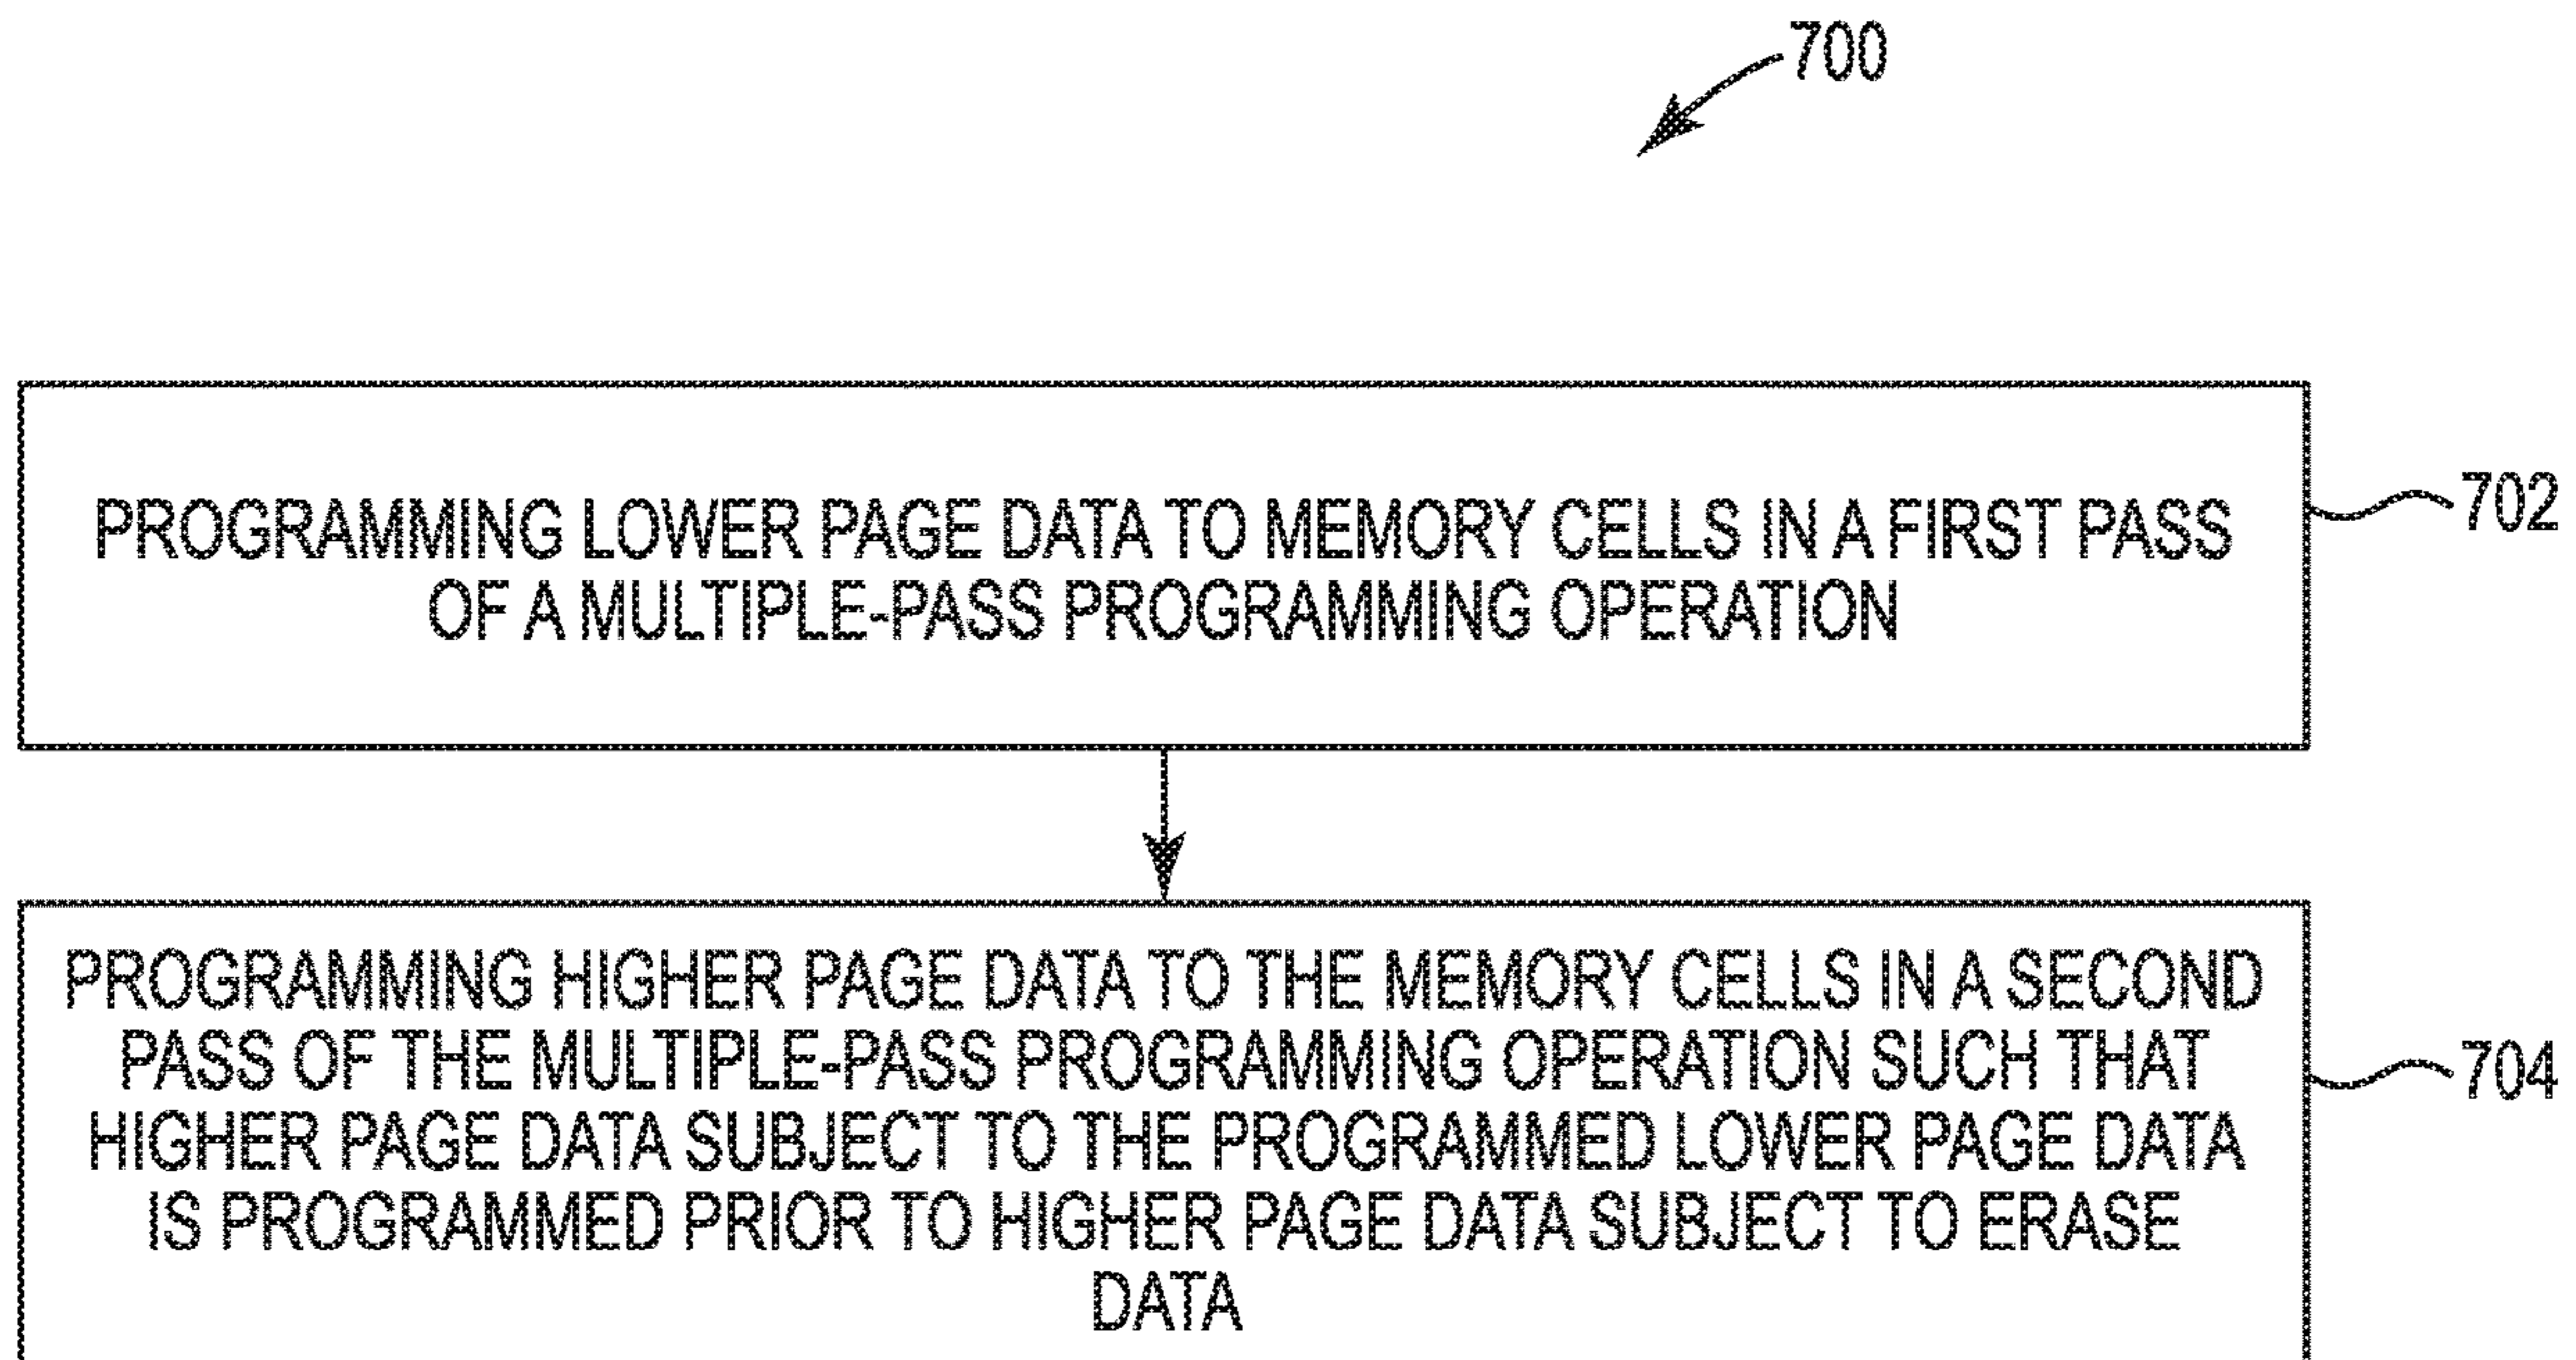 700
PROGRAMMING LOWER PAGE DATA TO MEMORY CELLS IN A FIRST PASS
OF A MULTIPLE-PASS PROGRAMMING OPERATION
702
PROGRAMMING HIGHER PAGE DATA TO THE MEMORY CELLS IN A SECOND
PASS OF THE MULTIPLE-PASS PROGRAMMING OPERATION SUCH THAT
HIGHER PAGE DATA SUBJECT TO THE PROGRAMMED LOWER PAGE DATA
IS PROGRAMMED PRIOR TO HIGHER PAGE DATA SUBJECT TO ERASE
DATA
704